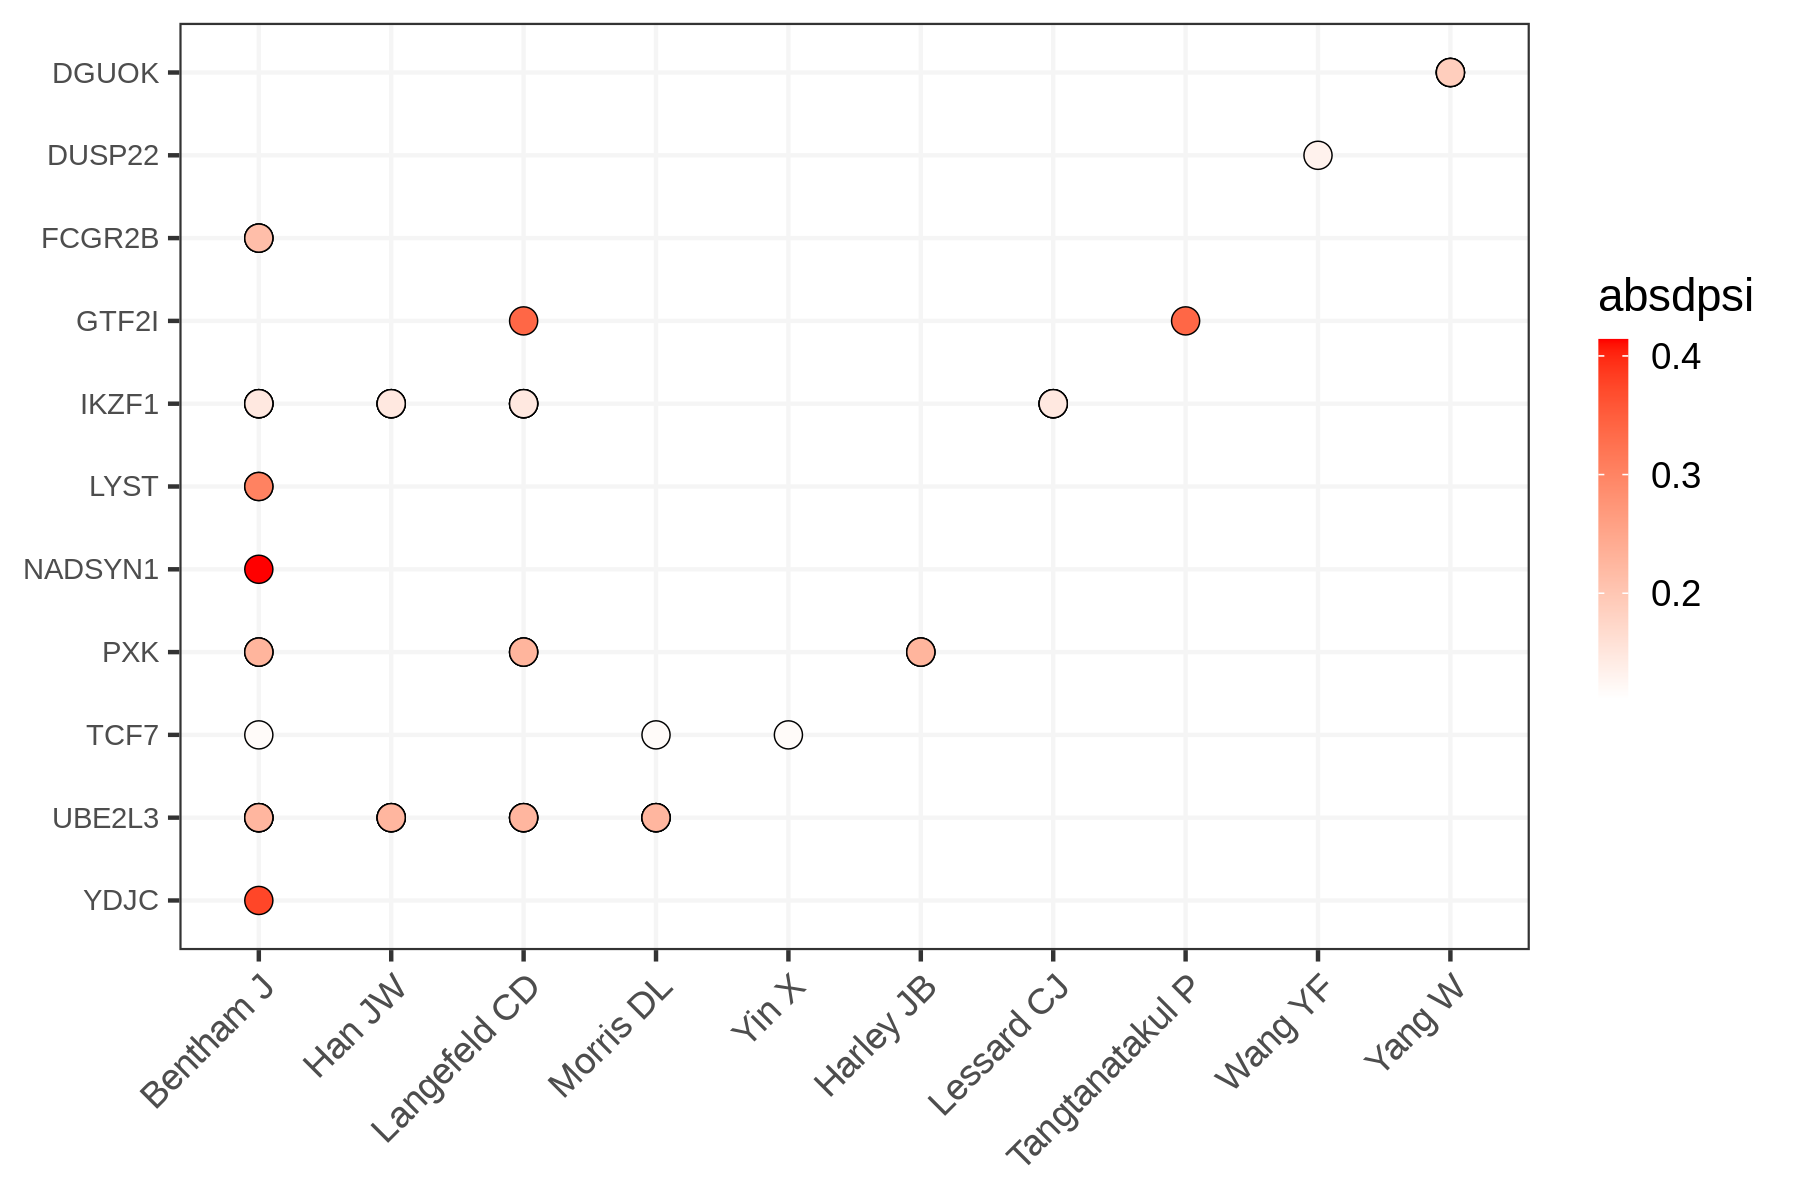 DGUOK
DUSP22
FCGR2B
GTF2I
IKZF1
LYST
NADSYN1
PXK
TCF7
UBE2L3
YDJC
Bentham J
Han JW
Langefeld CD
Morris DL
Yin X
Harley JB
Lessard CJ
Tangtanatakul P
Wang YF
Yang W
absdpsi
0.4
0.3
0.2